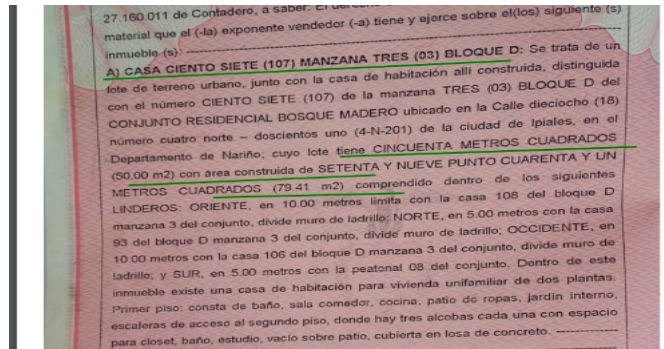 27.160.011 de Contadero, a saber: El
material que el (-la) exponente vendedor (-a) tiene y ejerce sobre el(los) siguiente (s)
inmueble (s):
A) CASA CIENTO SIETE (107) MANZANA TRES (03) BLOQUE D: Se trata de un
lote de terreno urbano, junto con la casa de habitación allí construida, distinguida
con el número CIENTO SIETE (107) de la manzana TRES (03) BLOQUE D del
CONJUNTO RESIDENCIAL BOSQUE MADERO ubicado en la Calle dieciocho (18)
número cuatro norte – doscientos uno (4-N-201) de la ciudad de Ipiales, en el
Departamento de Nariño; cuyo lote tiene CINCUENTA METROS CUADRADOS
(50.00 m2) con área construida de SETENTA Y NUEVE PUNTO CUARENTA Y UN
METROS CUADRADOS (79.41 m2) comprendido dentro de los siguientes
LINDEROS: ORIENTE, en 10.00 metros limita con la casa 108 del bloque D
manzana 3 del conjunto, divide muro de ladrillo; NORTE, en 5.00 metros con la casa
93 del bloque D manzana 3 del conjunto, divide muro de ladrillo; OCCIDENTE, en
10.00 metros con la casa 106 del bloque D manzana 3 del conjunto, divide muro de
ladrillo; y SUR, en 5.00 metros con la peatonal 08 del conjunto. Dentro de este
inmueble existe una casa de habitación para vivienda unifamiliar de dos plantas.
Primer piso: consta de baño, sala comedor, cocina, patio de ropas, jardín interno,
escaleras de acceso al segundo piso, donde hay tres alcobas cada una con espacio
para closet, baño, estudio, vacío sobre patio, cubierta en losa de concreto.